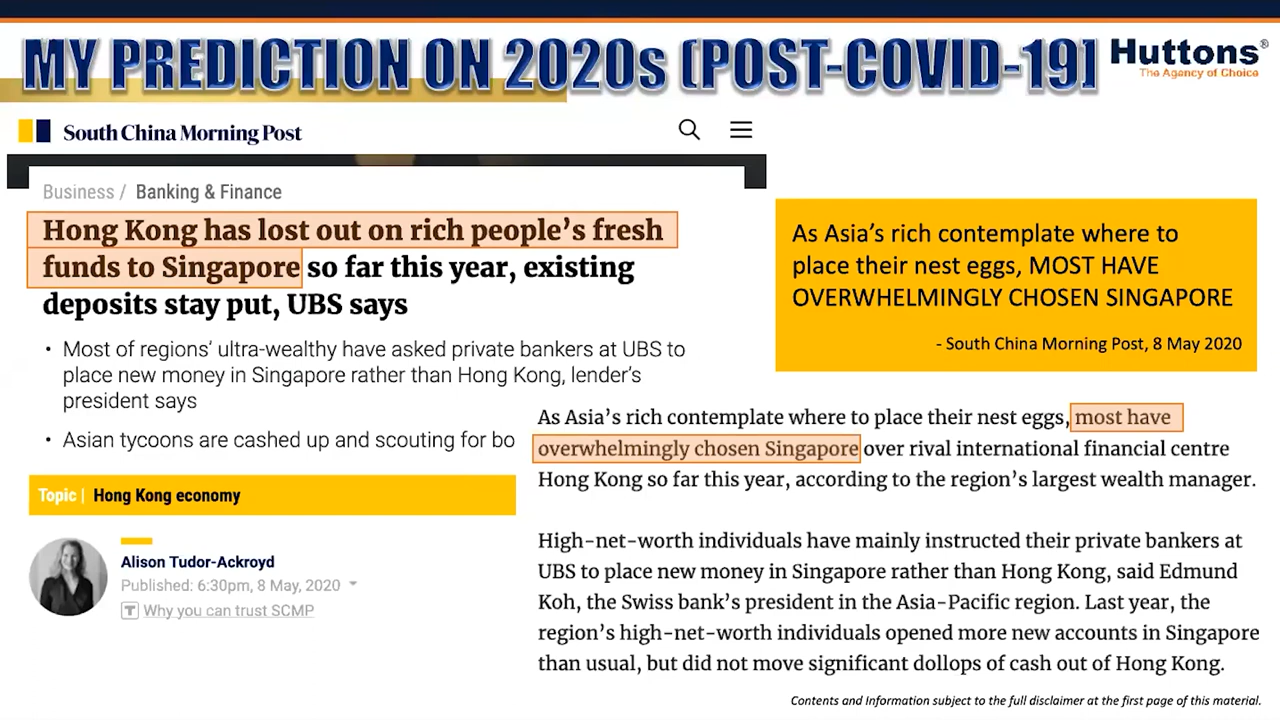 MY PREDICTION ON 2020s [POST-COVID-19]
Huttons®
The Agency of Choice
South China Morning Post
Business / Banking & Finance
Hong Kong has lost out on rich people’s fresh
funds to Singapore so far this year, existing
deposits stay put, UBS says
• Most of regions’ ultra-wealthy have asked private bankers at UBS to
place new money in Singapore rather than Hong Kong, lender’s
president says
• Asian tycoons are cashed up and scouting for bo
Topic | Hong Kong economy
Alison Tudor-Ackroyd
Published: 6:30pm, 8 May, 2020
T Why you can trust SCMP
As Asia’s rich contemplate where to
place their nest eggs, MOST HAVE
OVERWHELMINGLY CHOSEN SINGAPORE
- South China Morning Post, 8 May 2020
As Asia’s rich contemplate where to place their nest eggs, most have
overwhelmingly chosen Singapore over rival international financial centre
Hong Kong so far this year, according to the region’s largest wealth manager.
High-net-worth individuals have mainly instructed their private bankers at
UBS to place new money in Singapore rather than Hong Kong, said Edmund
Koh, the Swiss bank’s president in the Asia-Pacific region. Last year, the
region’s high-net-worth individuals opened more new accounts in Singapore
than usual, but did not move significant dollops of cash out of Hong Kong.
Contents and Information subject to the full disclaimer at the first page of this material.